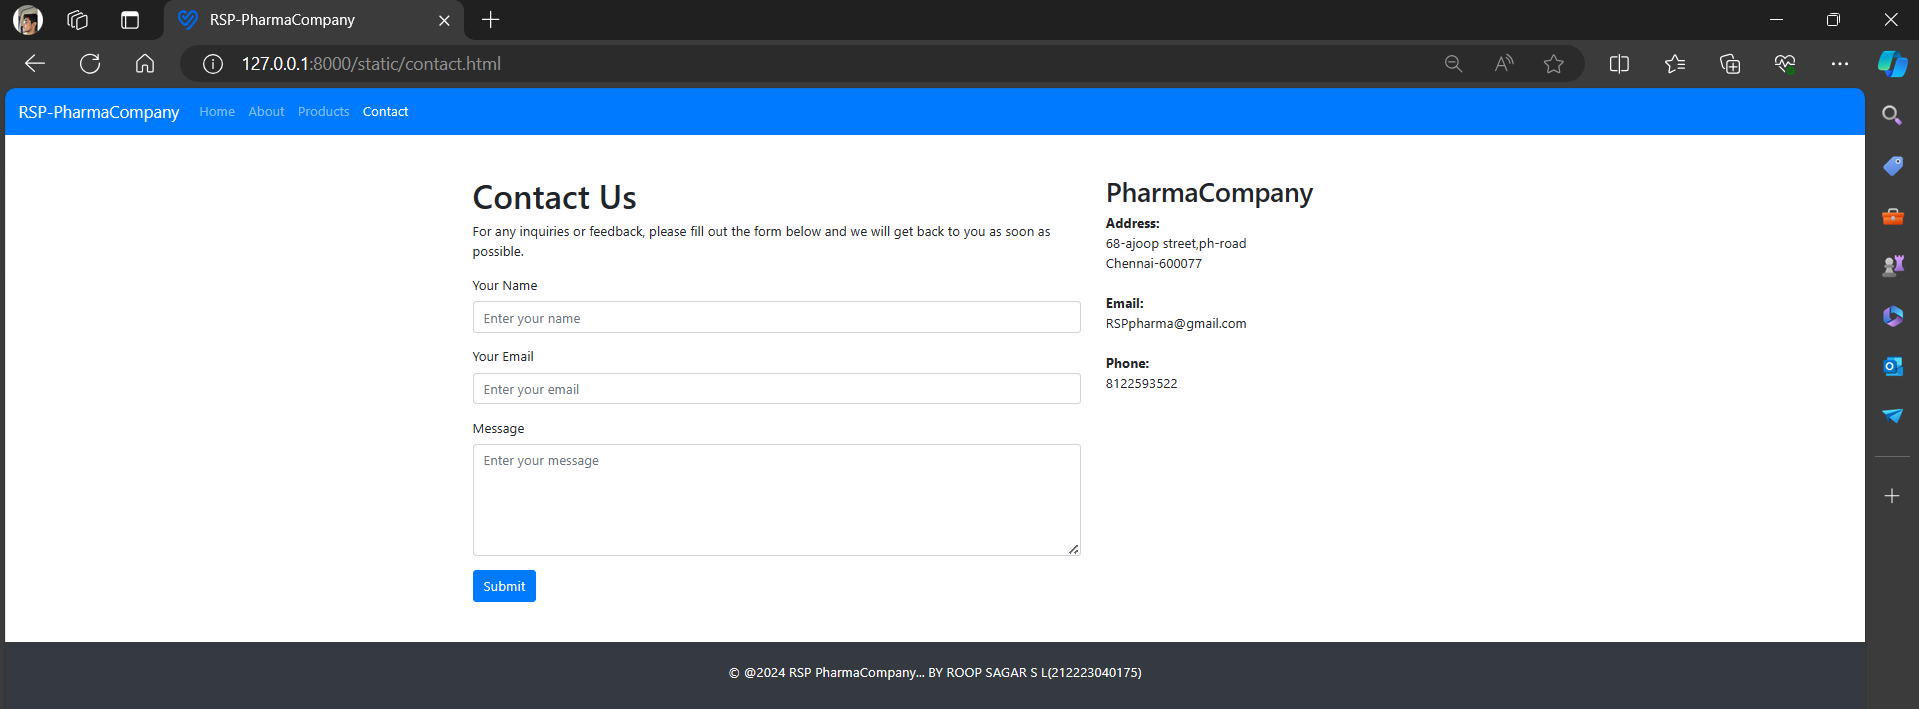 RSP-PharmaCompany
127.0.0.1:8000/static/contact.html
RSP-PharmaCompany Home About Products Contact
Contact Us
For any inquiries or feedback, please fill out the form below and we will get back to you as soon as
possible.
Your Name
Enter your name
Your Email
Enter your email
Message
Enter your message
Submit
PharmaCompany
Address:
68-ajoop street,ph-road
Chennai-600077
Email:
RSPpharma@gmail.com
Phone:
8122593522
© @2024 RSP PharmaCompany... BY ROOP SAGAR S L(212223040175)